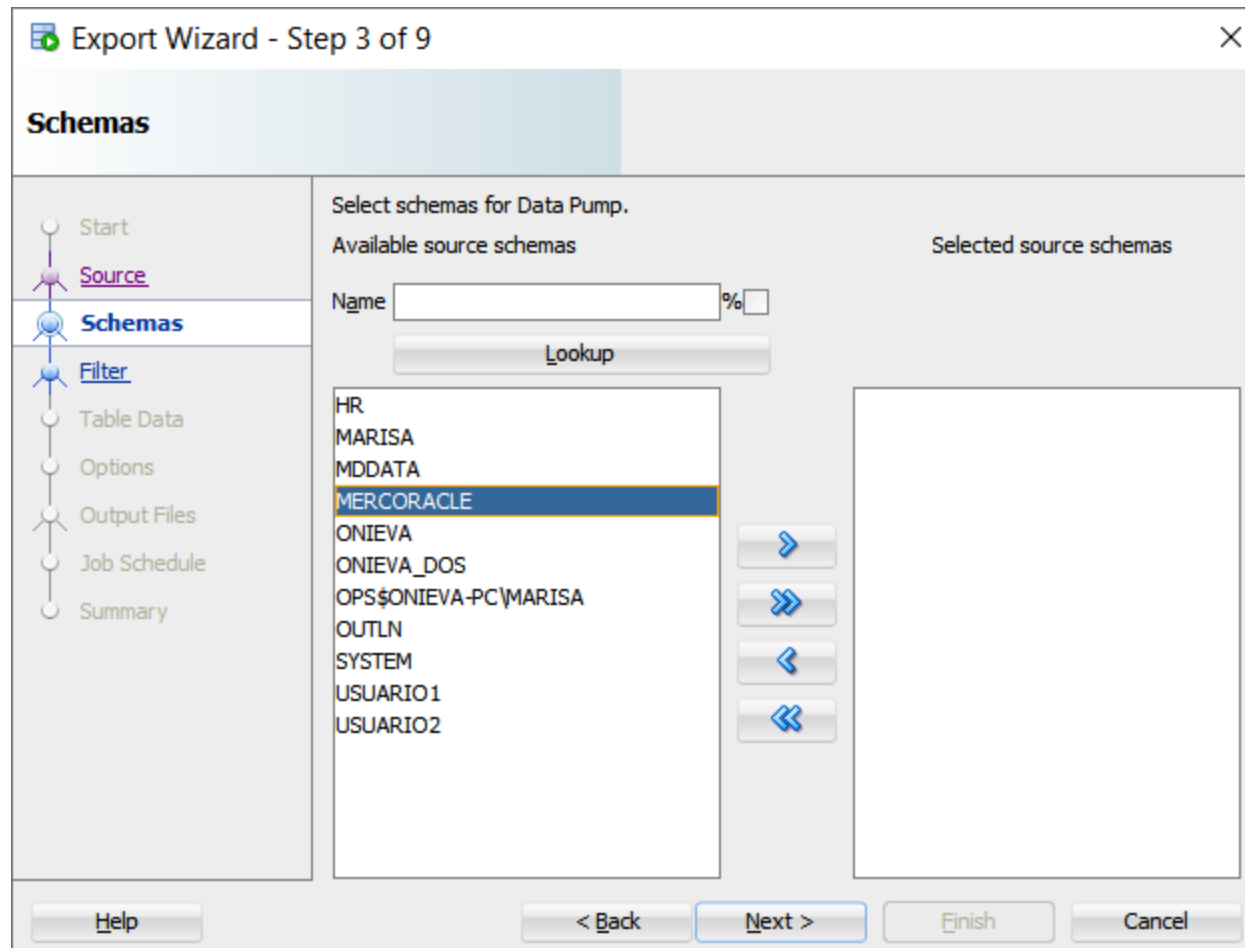 Export Wizard - Step 3 of 9
Schemas
Start
Source
Schemas
Filter
Table Data
Options
Output Files
Job Schedule
Summary
Select schemas for Data Pump.
Available source schemas
Selected source schemas
Name %
Lookup
HR
MARISA
MDDATA
MERCORACLE
ONIEVA
ONIEVA_DOS
OPS$ONIEVA-PC\MARISA
OUTLN
SYSTEM
USUARIO1
USUARIO2
Help
< Back
Next >
Finish
Cancel